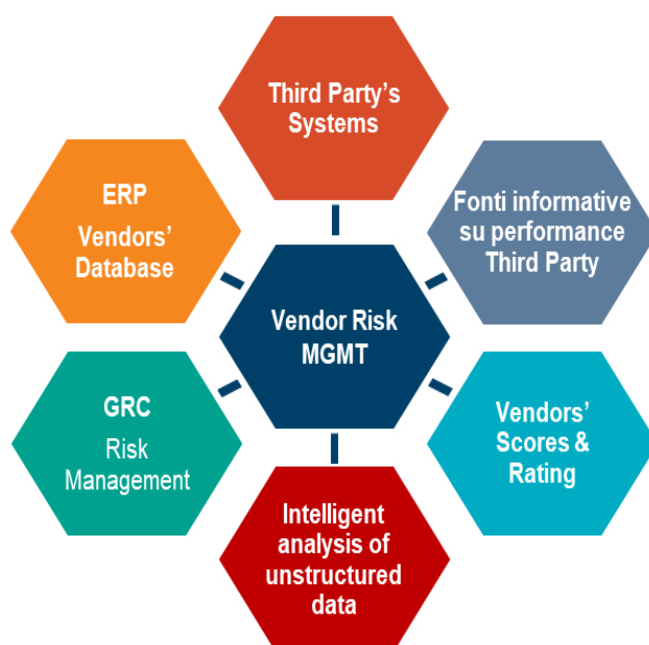 Third Party's
Systems
ERP
Vendors'
Database
Fonti informative
su performance
Third Party
Vendor Risk
MGMT
GRC
Risk
Management
Vendors'
Scores &
Rating
Intelligent
analysis of
unstructured
data